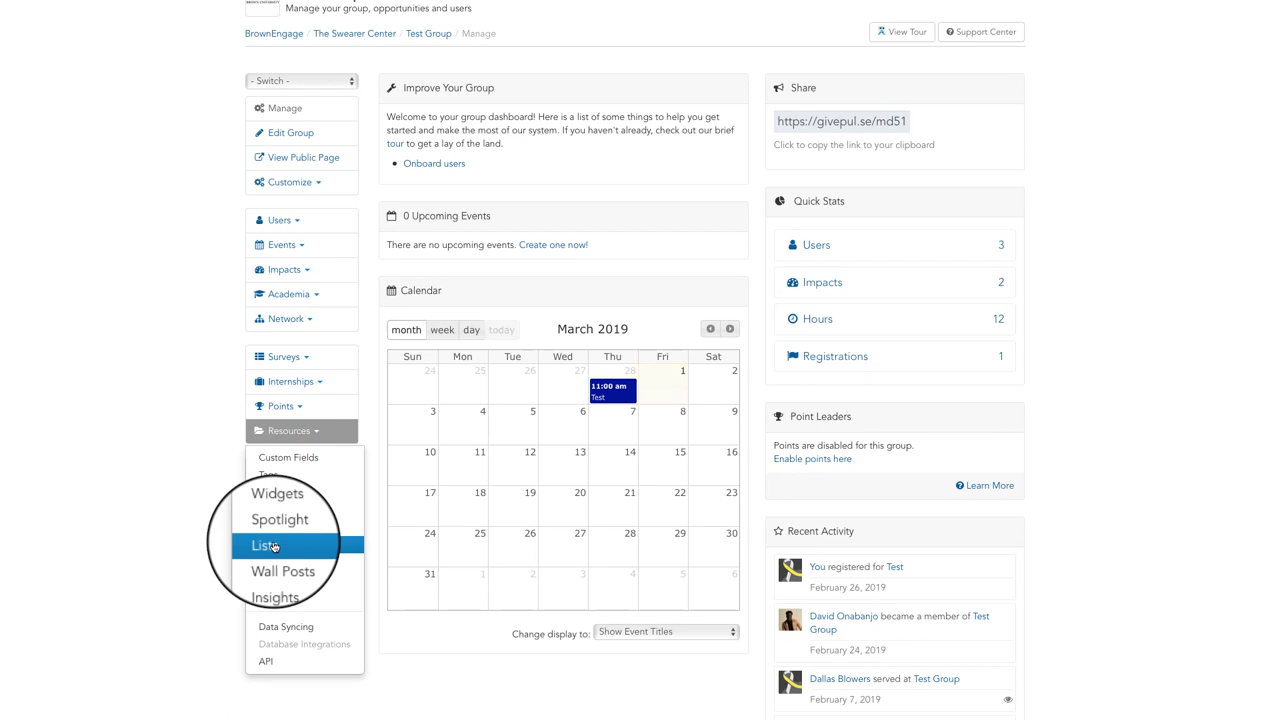 Manage your group, opportunities and users
BrownEngage / The Swearer Center / Test Group / Manage
View Tour
Support Center
- Switch -
Manage
Edit Group
View Public Page
Customize
Users
Events
Impacts
Academia
Network
Surveys
Internships
Points
Resources
Custom Fields
Tags
Widgets
Spotlight
Lists
Wall Posts
Insights
Data Syncing
Database Integrations
API
Improve Your Group
Welcome to your group dashboard! Here is a list of some things to help you get
started and make the most of our system. If you haven't already, check out our brief
tour to get a lay of the land.
Onboard users
0 Upcoming Events
There are no upcoming events. Create one now!
Calendar
month week day today
March 2019
Sun Mon Tue Wed Thu Fri Sat
24 25 26 27 28 1 2
11:00 am
Test
3 4 5 6 7 8 9
10 11 12 13 14 15 16
17 18 19 20 21 22 23
24 25 26 27 28 29 30
31 1 2 3 4 5 6
Change display to: Show Event Titles
Share
https://givepul.se/md51
Click to copy the link to your clipboard
Quick Stats
Users 3
Impacts 2
Hours 12
Registrations 1
Point Leaders
Points are disabled for this group.
Enable points here
Learn More
Recent Activity
You registered for Test
February 26, 2019
David Onabanjo became a member of Test
Group
February 24, 2019
Dallas Blowers served at Test Group
February 7, 2019